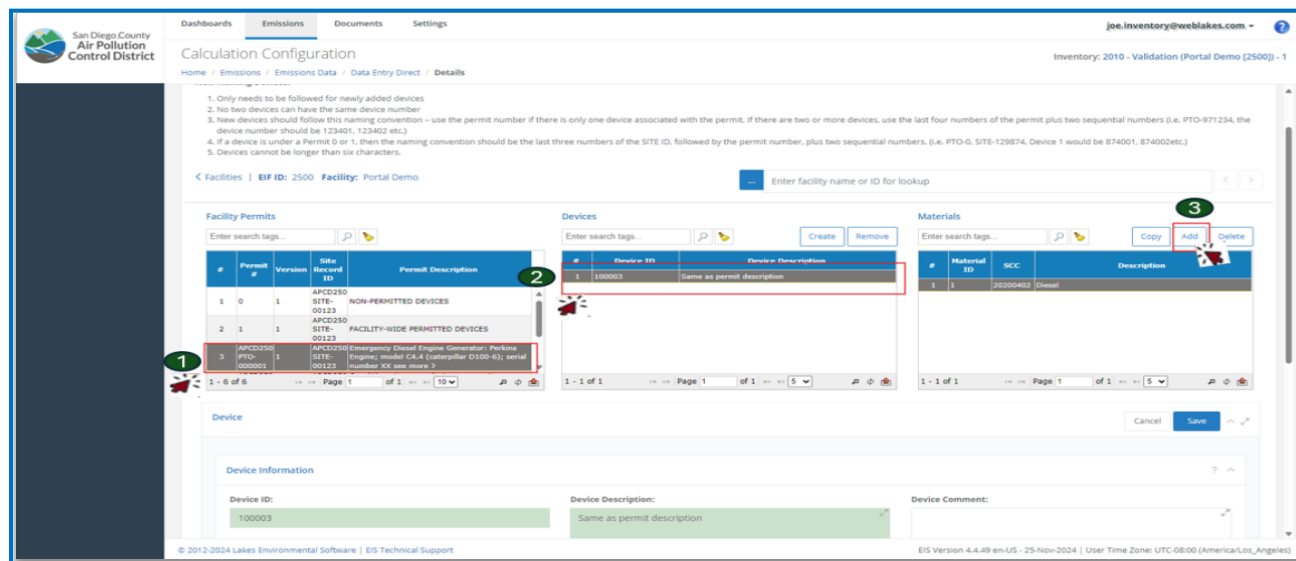 San Diego County
Air Pollution
Control District
Dashboards Emissions Documents Settings
joe.inventory@weblakes.com
Calculation Configuration
Inventory: 2010 - Validation (Portal Demo [2500]) - 1
Home / Emissions / Emissions Data / Data Entry Direct / Details
1. Only needs to be followed for newly added devices
2. No two devices can have the same device number
3. New devices should follow this naming convention – use the permit number if there is only one device associated with the permit. If there are two or more devices, use the last four numbers of the permit plus two sequential numbers (i.e. PTO-971234, the
device number should be 123401, 123402 etc.)
4. If a device is under a Permit 0 or 1, then the naming convention should be the last three numbers of the SITE ID, followed by the permit number, plus two sequential numbers. (i.e. PTO-0, SITE-129874, Device 1 would be 874001, 874002etc.)
5. Devices cannot be longer than six characters.
< Facilities | EIF ID: 2500 Facility: Portal Demo
... Enter facility name or ID for lookup < >
3
Facility Permits Devices Materials
Enter search tags... Enter search tags... Create Remove Enter search tags... Copy Add Delete
# Permit # Version Site Record ID Permit Description
2
# Device ID Device Description
# Material ID SCC Description
1 100003 Same as permit description
1 1 20200402 Diesel
1 0 1 APCD250 SITE-00123 NON-PERMITTED DEVICES
2 1 1 APCD250 SITE-00123 FACILITY-WIDE PERMITTED DEVICES
1
3 APCD250 PTO-000001 1 APCD250 SITE-00123 Emergency Diesel Engine Generator: Perkins Engine; model C4.4 (caterpillar D100-6); serial number XX see more >
1 - 6 of 6 Page 1 of 1 10
1 - 1 of 1 Page 1 of 1 5
1 - 1 of 1 Page 1 of 1 5
Device Cancel Save
Device Information ?
Device ID: Device Description: Device Comment:
100003 Same as permit description
© 2012-2024 Lakes Environmental Software | EIS Technical Support
EIS Version 4.4.49 en-US - 25-Nov-2024 | User Time Zone: UTC-08:00 (America/Los_Angeles)